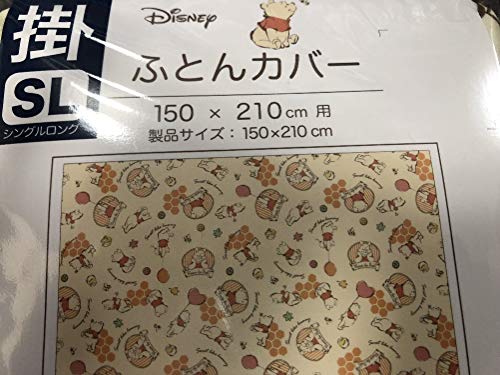 掛
SL
シングルロング
Disney
ふとんカバー
150 × 210cm 用
製品サイズ：150×210cm